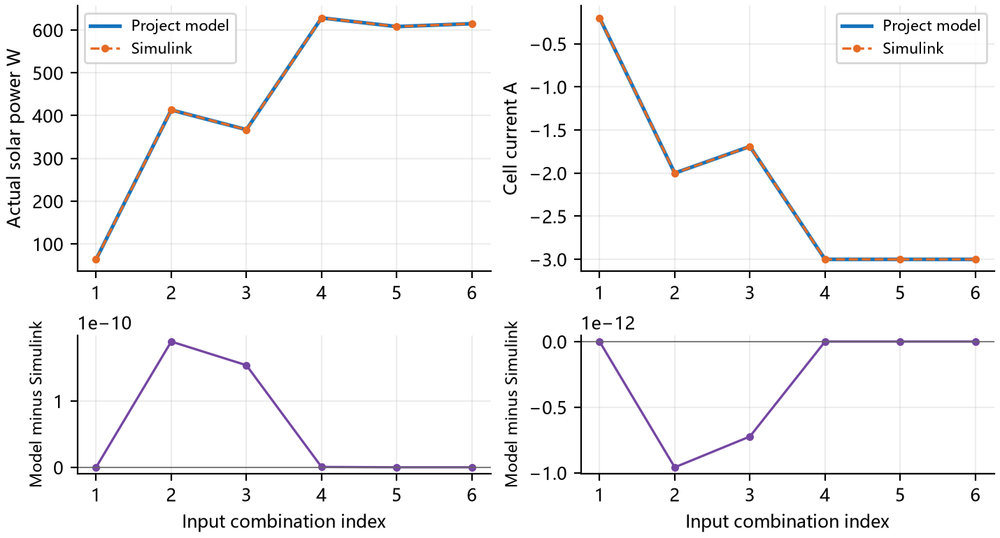 Actual solar power W
600
500
400
300
200
100
Project model
Simulink
1 2 3 4 5 6
Cell current A
−0.5
−1.0
−1.5
−2.0
−2.5
−3.0
Project model
Simulink
1 2 3 4 5 6
Model minus Simulink
1e−10
1
0
1 2 3 4 5 6
Input combination index
Model minus Simulink
1e−12
0.0
−0.5
−1.0
1 2 3 4 5 6
Input combination index